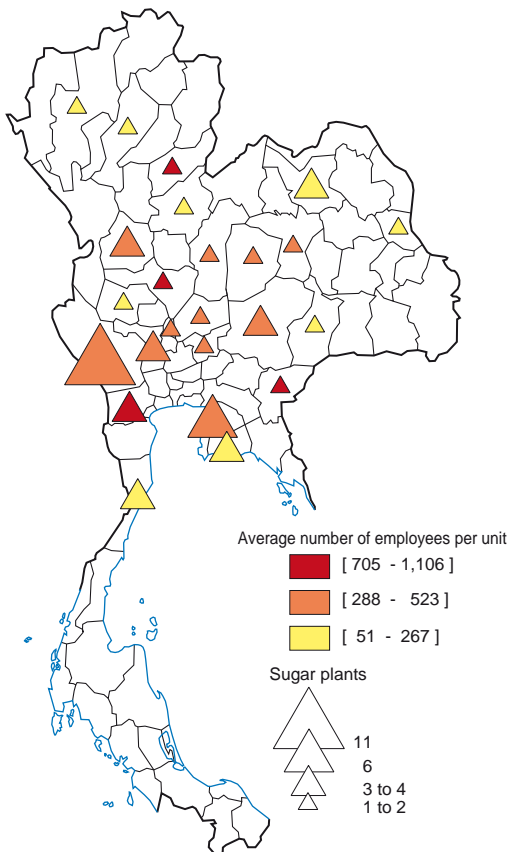 Average number of employees per unit
[ 705 - 1,106 ]
[ 288 - 523 ]
[ 51 - 267 ]
Sugar plants
11
6
3 to 4
1 to 2